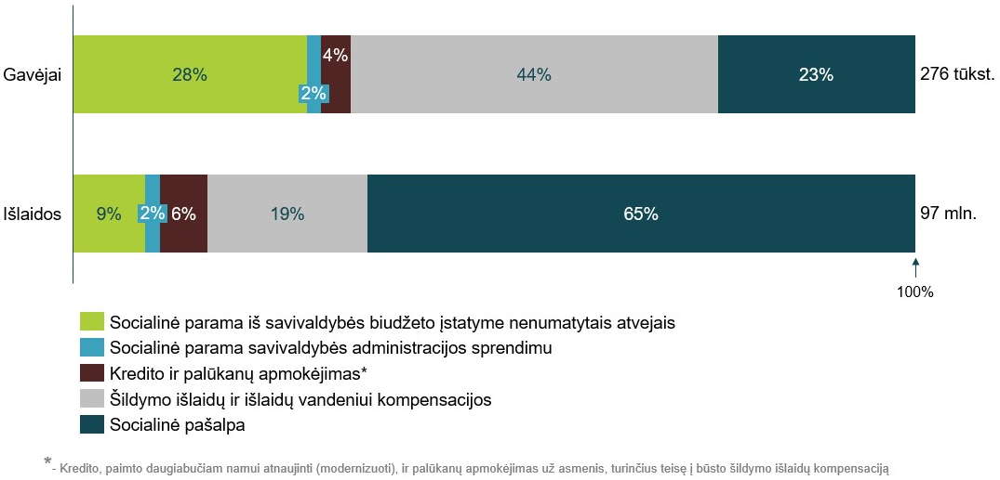 Gavėjai 28% 2% 4% 44% 23% 276 tūkst.
Išlaidos 9% 2% 6% 19% 65% 97 mln.
100%
Socialinė parama iš savivaldybės biudžeto įstatyme nenumatytais atvejais
Socialinė parama savivaldybės administracijos sprendimu
Kredito ir palūkanų apmokėjimas*
Šildymo išlaidų ir išlaidų vandeniui kompensacijos
Socialinė pašalpa
*- Kredito, paimto daugiabučiam namui atnaujinti (modernizuoti), ir palūkanų apmokėjimas už asmenis, turinčius teisę į būsto šildymo išlaidų kompensaciją